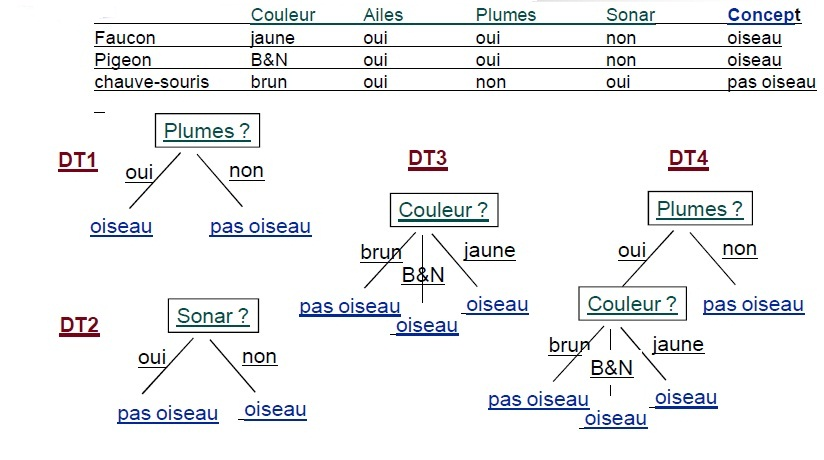 Couleur Ailes Plumes Sonar Concept
Faucon jaune oui oui non oiseau
Pigeon B&N oui oui non oiseau
chauve-souris brun oui non oui pas oiseau
DT1
Plumes ?
oui non
oiseau pas oiseau
DT2
Sonar ?
oui non
pas oiseau oiseau
DT3
Couleur ?
brun B&N jaune
pas oiseau oiseau oiseau
DT4
Plumes ?
oui non
Couleur ? pas oiseau
brun B&N jaune
pas oiseau oiseau oiseau